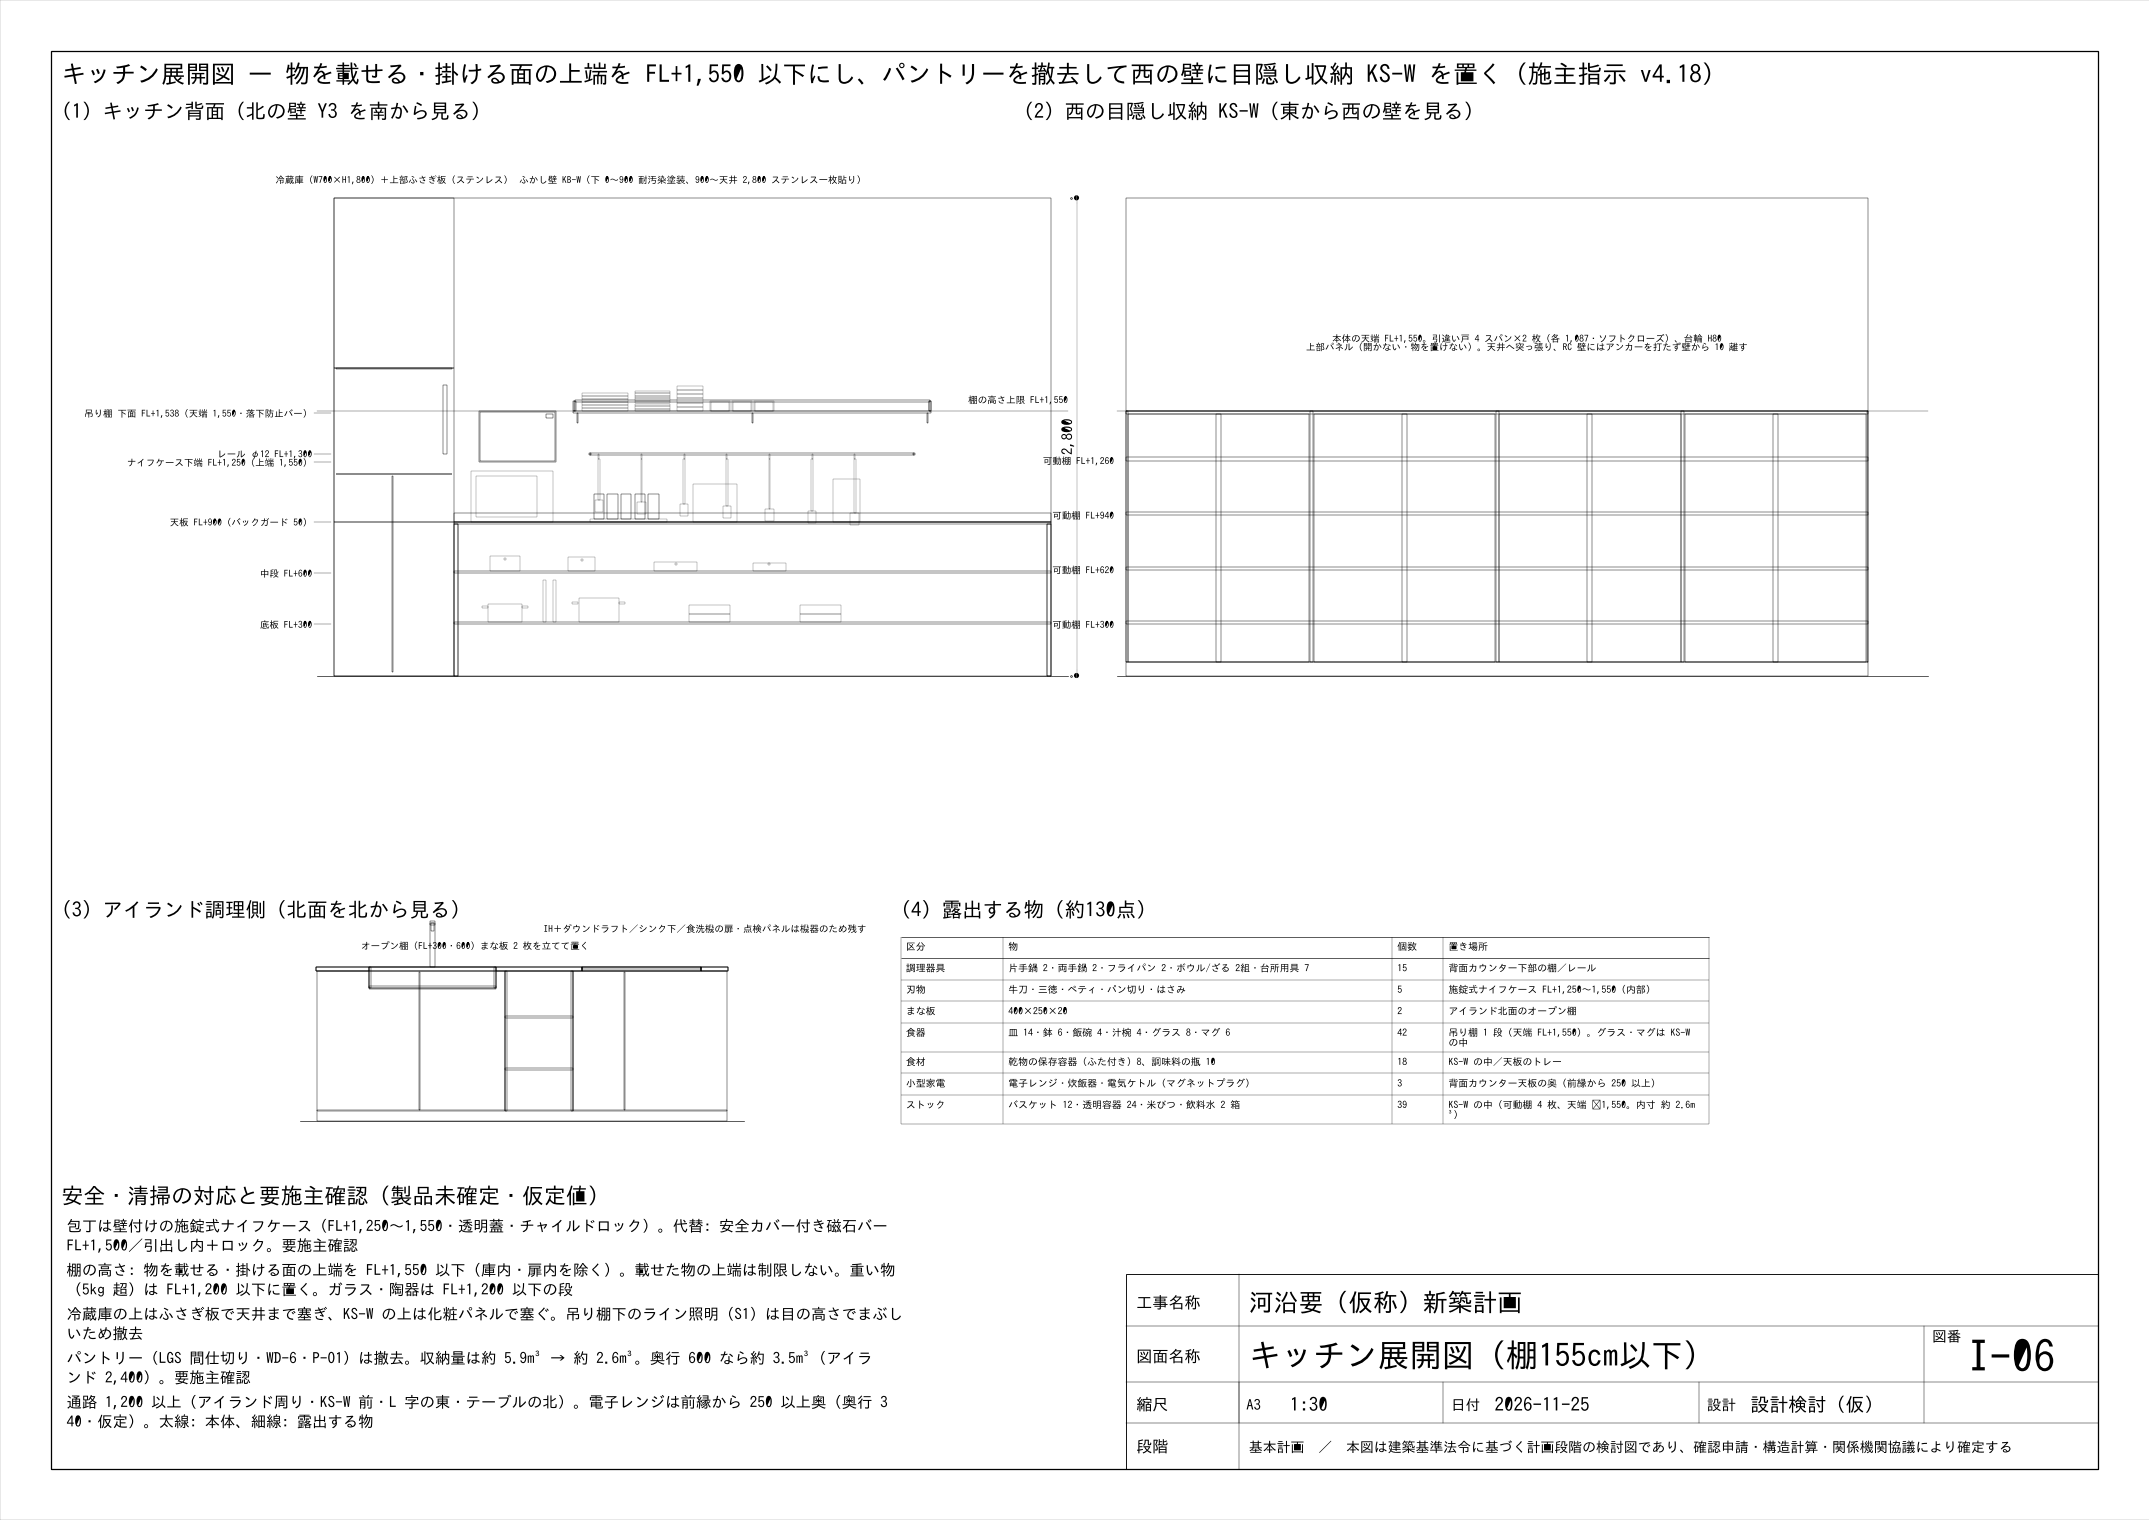 キッチン展開図 ― 物を載せる・掛ける面の上端を FL+1,550 以下にし、パントリーを撤去して西の壁に目隠し収納 KS-W を置く（施主指示 v4.18）
(1) キッチン背面（北の壁 Y3 を南から見る）
(2) 西の目隠し収納 KS-W（東から西の壁を見る）
冷蔵庫（W700×H1,800）＋上部ふさぎ板（ステンレス） ふかし壁 KB-W（下 0〜900 耐汚染塗装、900〜天井 2,800 ステンレス一枚貼り）
本体の天端 FL+1,550。引違い戸 4 スパン×2 枚（各 1,087・ソフトクローズ）、台輪 H80
上部パネル（開かない・物を置けない）。天井へ突っ張り、RC 壁にはアンカーを打たず壁から 10 離す
棚の高さ上限 FL+1,550
吊り棚 下面 FL+1,538（天端 1,550・落下防止バー）
2,800
レール φ12 FL+1,300
ナイフケース下端 FL+1,250（上端 1,550）
可動棚 FL+1,260
天板 FL+900（バックガード 50）
可動棚 FL+940
中段 FL+600
可動棚 FL+620
底板 FL+300
可動棚 FL+300
(3) アイランド調理側（北面を北から見る）
IH＋ダウンドラフト／シンク下／食洗機の扉・点検パネルは機器のため残す
オープン棚（FL+300・600）まな板 2 枚を立てて置く
(4) 露出する物（約130点）
区分 物 個数 置き場所
調理器具 片手鍋 2・両手鍋 2・フライパン 2・ボウル/ざる 2組・台所用具 7 15 背面カウンター下部の棚／レール
刃物 牛刀・三徳・ペティ・パン切り・はさみ 5 施錠式ナイフケース FL+1,250〜1,550（内部）
まな板 400×250×20 2 アイランド北面のオープン棚
食器 皿 14・鉢 6・飯碗 4・汁椀 4・グラス 8・マグ 6 42 吊り棚 1 段（天端 FL+1,550）。グラス・マグは KS-W
の中
食材 乾物の保存容器（ふた付き）8、調味料の瓶 10 18 KS-W の中／天板のトレー
小型家電 電子レンジ・炊飯器・電気ケトル（マグネットプラグ） 3 背面カウンター天板の奥（前縁から 250 以上）
ストック バスケット 12・透明容器 24・米びつ・飲料水 2 箱 39 KS-W の中（可動棚 4 枚、天端 1,550。内寸 約 2.6m
³）
安全・清掃の対応と要施主確認（製品未確定・仮定値）
包丁は壁付けの施錠式ナイフケース（FL+1,250〜1,550・透明蓋・チャイルドロック）。代替: 安全カバー付き磁石バー
FL+1,500／引出し内＋ロック。要施主確認
棚の高さ: 物を載せる・掛ける面の上端を FL+1,550 以下（庫内・扉内を除く）。載せた物の上端は制限しない。重い物
（5kg 超）は FL+1,200 以下に置く。ガラス・陶器は FL+1,200 以下の段
冷蔵庫の上はふさぎ板で天井まで塞ぎ、KS-W の上は化粧パネルで塞ぐ。吊り棚下のライン照明（S1）は目の高さでまぶし
いため撤去
パントリー（LGS 間仕切り・WD-6・P-01）は撤去。収納量は約 5.9m³ → 約 2.6m³。奥行 600 なら約 3.5m³（アイラ
ンド 2,400）。要施主確認
通路 1,200 以上（アイランド周り・KS-W 前・L 字の東・テーブルの北）。電子レンジは前縁から 250 以上奥（奥行 3
40・仮定）。太線: 本体、細線: 露出する物
工事名称 河沿要（仮称）新築計画
図面名称 キッチン展開図（棚155cm以下） 図番 I-06
縮尺 A3 1:30 日付 2026-11-25 設計 設計検討（仮）
段階 基本計画 ／ 本図は建築基準法令に基づく計画段階の検討図であり、確認申請・構造計算・関係機関協議により確定する